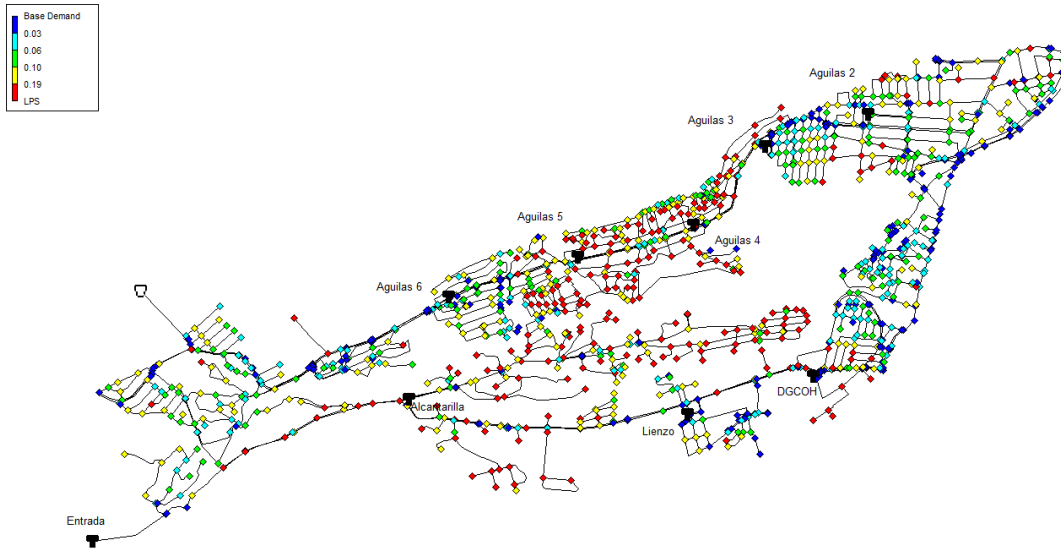 Base Demand
0.03
0.06
0.10
0.19
LPS
Aguilas 2
Aguilas 3
Aguilas 5
Aguilas 4
Aguilas 6
Alcantarilla
DGCOH
Lienzo
Entrada